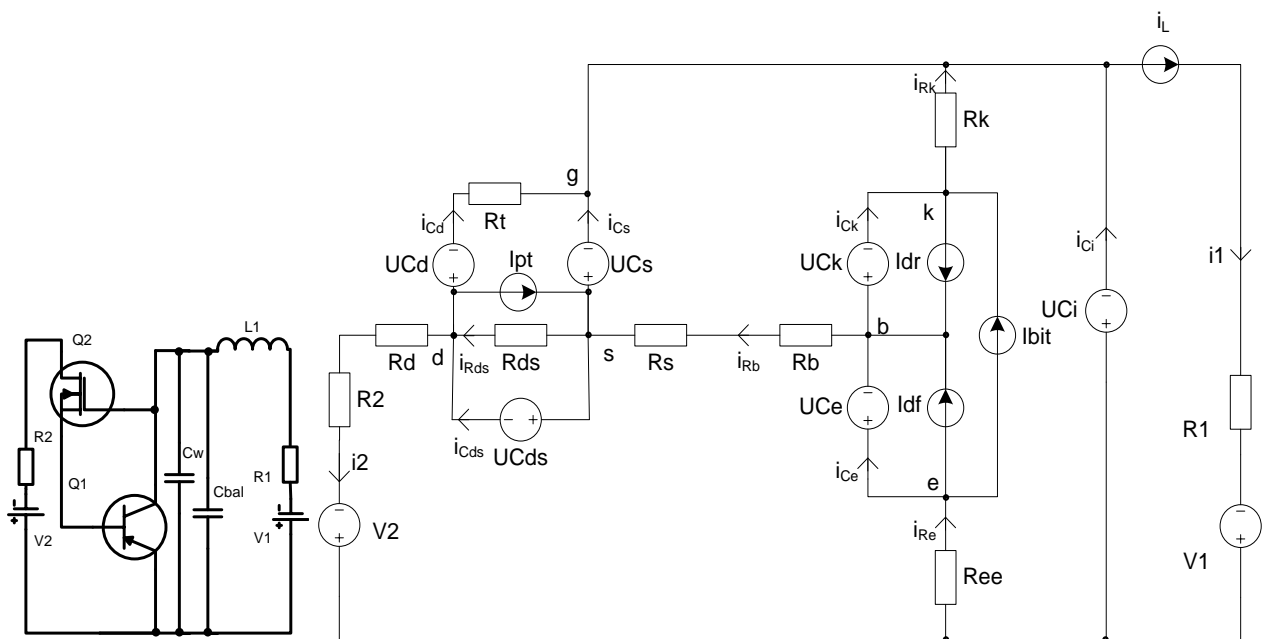 iL
iRk
Rk
g
Rt
k
iCd
iCs
iCk
UCd
Ipt
UCs
UCk
Idr
iCi
i1
UCi
Ibit
L1
Q2
d
iRds
Rd
Rds
s
Rs
iRb
Rb
b
R2
UCe
Idf
R1
iCds
UCds
R2
Cw
Q1
Cbal
R1
i2
iCe
e
V2
V1
V2
iRe
Ree
V1
- + - + - + - + - + - + - + - + - + - + - +